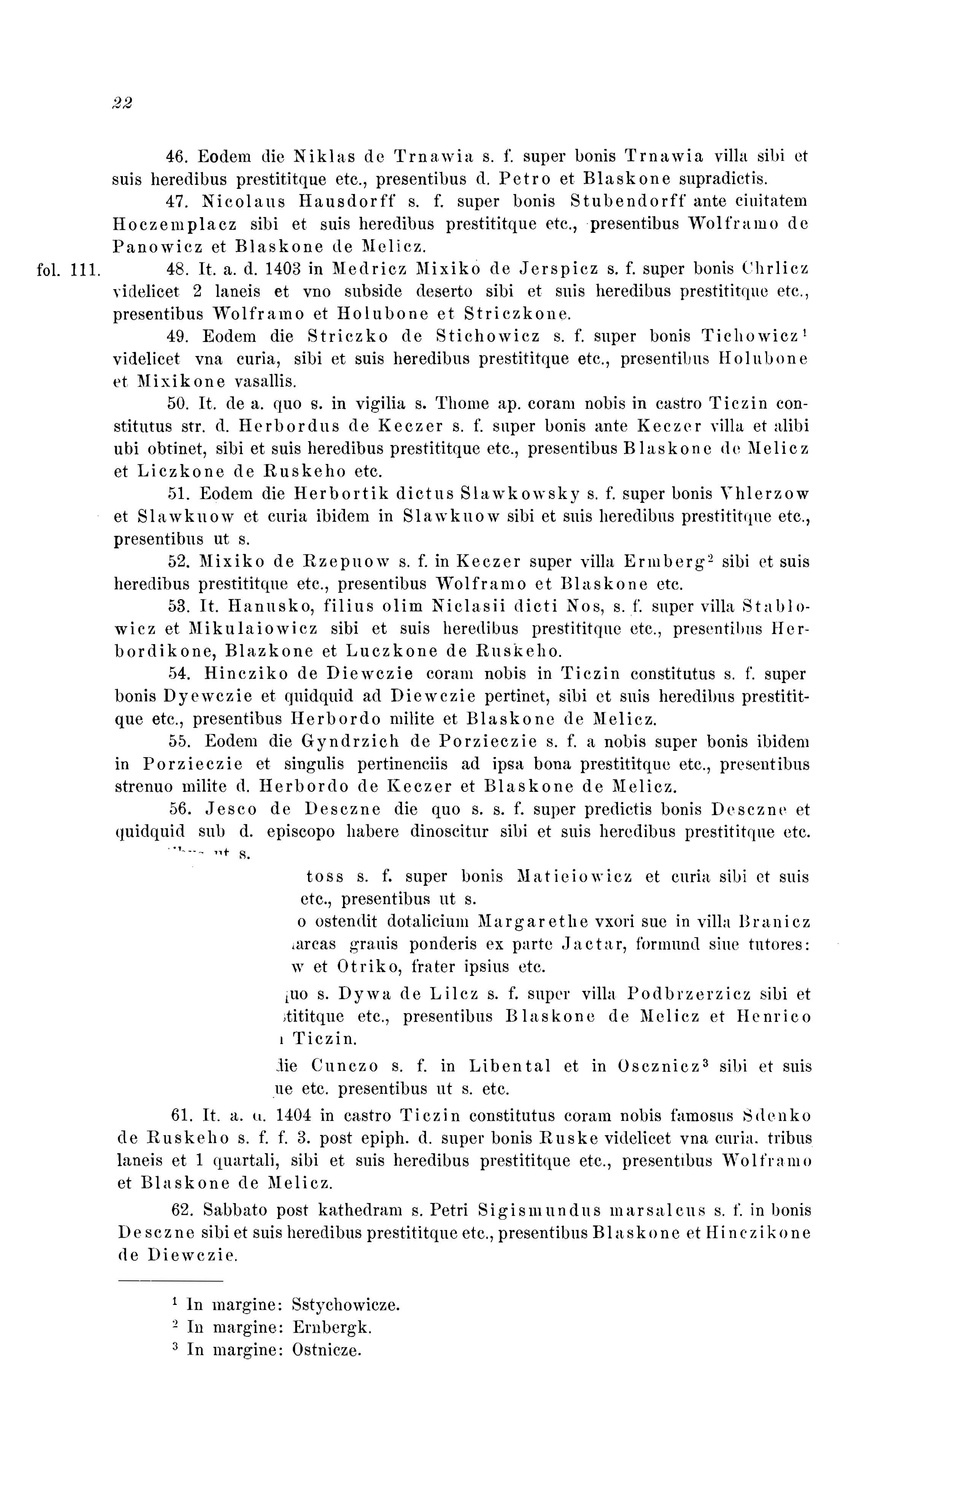 22
46. Eodem die Niklas de Trnawia s. f. super bonis Trnawia villa sibi et
suis heredibus prestititque etc., presentibus d. Petro et Blaskone supradictis.
47. Nicolaus Hausdorff s. f. super bonis Stubendorff ante ciuitatem
Hoczemplacz sibi et suis heredibus prestititque etc., presentibus Wolframo de
Panowicz et Blaskone de Melicz.
fol. 111. 48. It. a. d. 1403 in Medricz Mixiko de Jerspicz s. f. super bonis Chrlicz
videlicet 2 laneis et vno subside deserto sibi et suis heredibus prestititque etc.,
presentibus Wolframo et Holubone et Striczkone.
49. Eodem die Striczko de Stichowicz s. f. super bonis Tichowicz¹
videlicet vna curia, sibi et suis heredibus prestititque etc., presentibus Holubone
et Mixikone vasallis.
50. It. de a. quo s. in vigilia s. Thome ap. coram nobis in castro Ticzin con-
stitutus str. d. Herbordus de Keczer s. f. super bonis ante Keczer villa et alibi
ubi obtinet, sibi et suis heredibus prestititque etc., presentibus Blaskone de Melicz
et Liczkone de Ruskeho etc.
51. Eodem die Herbortik dictus Slawkowsky s. f. super bonis Vhlerzow
et Slawkuow et curia ibidem in Slawkuow sibi et suis heredibus prestititque etc.,
presentibus ut s.
52. Mixiko de Rzepuow s. f. in Keczer super villa Ermberg² sibi et suis
heredibus prestititque etc., presentibus Wolframo et Blaskone etc.
53. It. Hanusko, filius olim Niclasii dicti Nos, s. f. super villa Stablo-
wicz et Mikulaiowicz sibi et suis heredibus prestititque etc., presentibus Her-
bordikone, Blazkone et Luczkone de Ruskeho.
54. Hincziko de Diewczie coram nobis in Ticzin constitutus s. f. super
bonis Dyewczie et quidquid ad Diewczie pertinet, sibi et suis heredibus prestitit-
que etc., presentibus Herbordo milite et Blaskone de Melicz.
55. Eodem die Gyndrzich de Porzieczie s. f. a nobis super bonis ibidem
in Porzieczie et singulis pertinenciis ad ipsa bona prestititque etc., presentibus
strenuo milite d. Herbordo de Keczer et Blaskone de Melicz.
56. Jesco de Desczne die quo s. s. f. super predictis bonis Desczne et
quidquid sub d. episcopo habere dinoscitur sibi et suis heredibus prestititque etc.
ut s.
toss s. f. super bonis Matieiowicz et curia sibi et suis
etc., presentibus ut s.
o ostendit dotalicium Margarethe vxori sue in villa Branicz
arcas grauis ponderis ex parte Jactar, formund siue tutores:
w et Otriko, frater ipsius etc.
uo s. Dywa de Lilcz s. f. super villa Podbrzerzicz sibi et
tititque etc., presentibus Blaskone de Melicz et Henrico
Ticzin.
die Cunczo s. f. in Libental et in Oscznicz³ sibi et suis
ue etc. presentibus ut s. etc.
61. It. a. d. 1404 in castro Ticzin constitutus coram nobis famosus Sdenko
de Ruskeho s. f. f. 3. post epiph. d. super bonis Ruske videlicet vna curia. tribus
laneis et 1 quartali, sibi et suis heredibus prestititque etc., presentibus Wolframo
et Blaskone de Melicz.
62. Sabbato post kathedram s. Petri Sigismundus marsalcus s. f. in bonis
Desczne sibi et suis heredibus prestititque etc., presentibus Blaskone et Hinczikone
de Diewczie.
¹ In margine: Sstychowicze.
² In margine: Ernbergk.
³ In margine: Ostnicze.